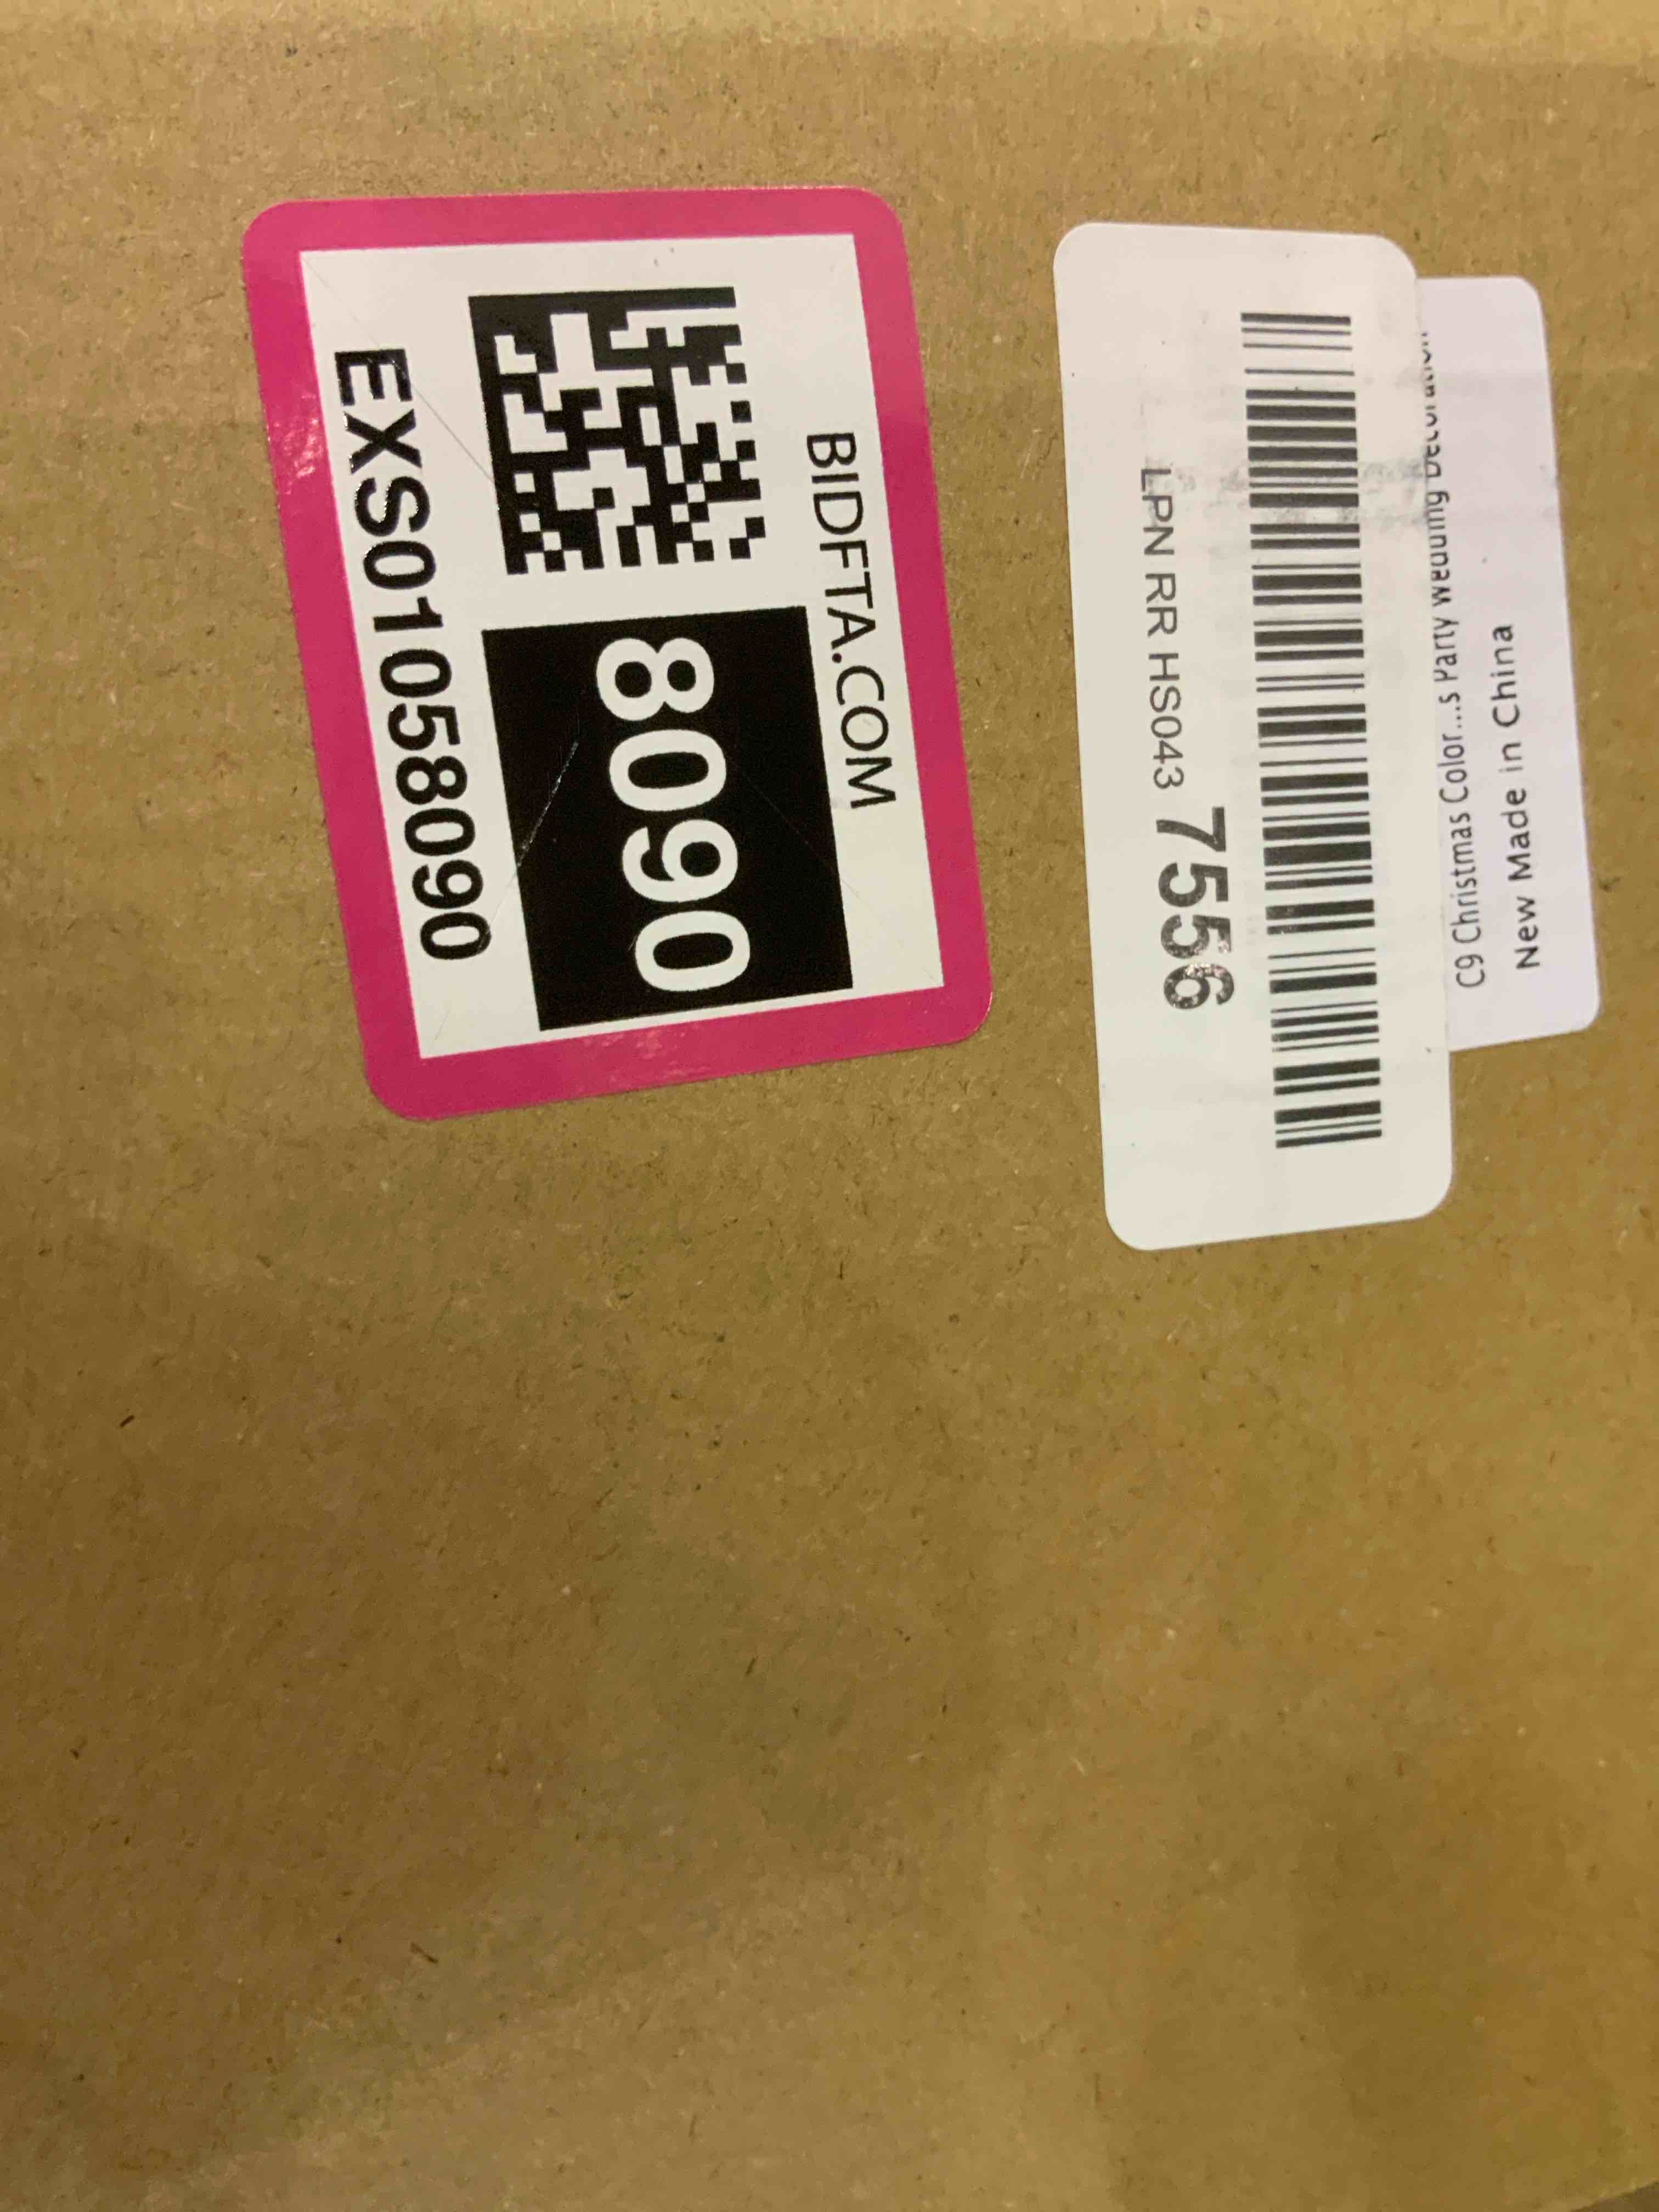 BIDFTA.COM
8090
EXS01058090
LPN RR HS043 7556
C9 Christmas Color...s Party Wedding Decoration
New Made in China